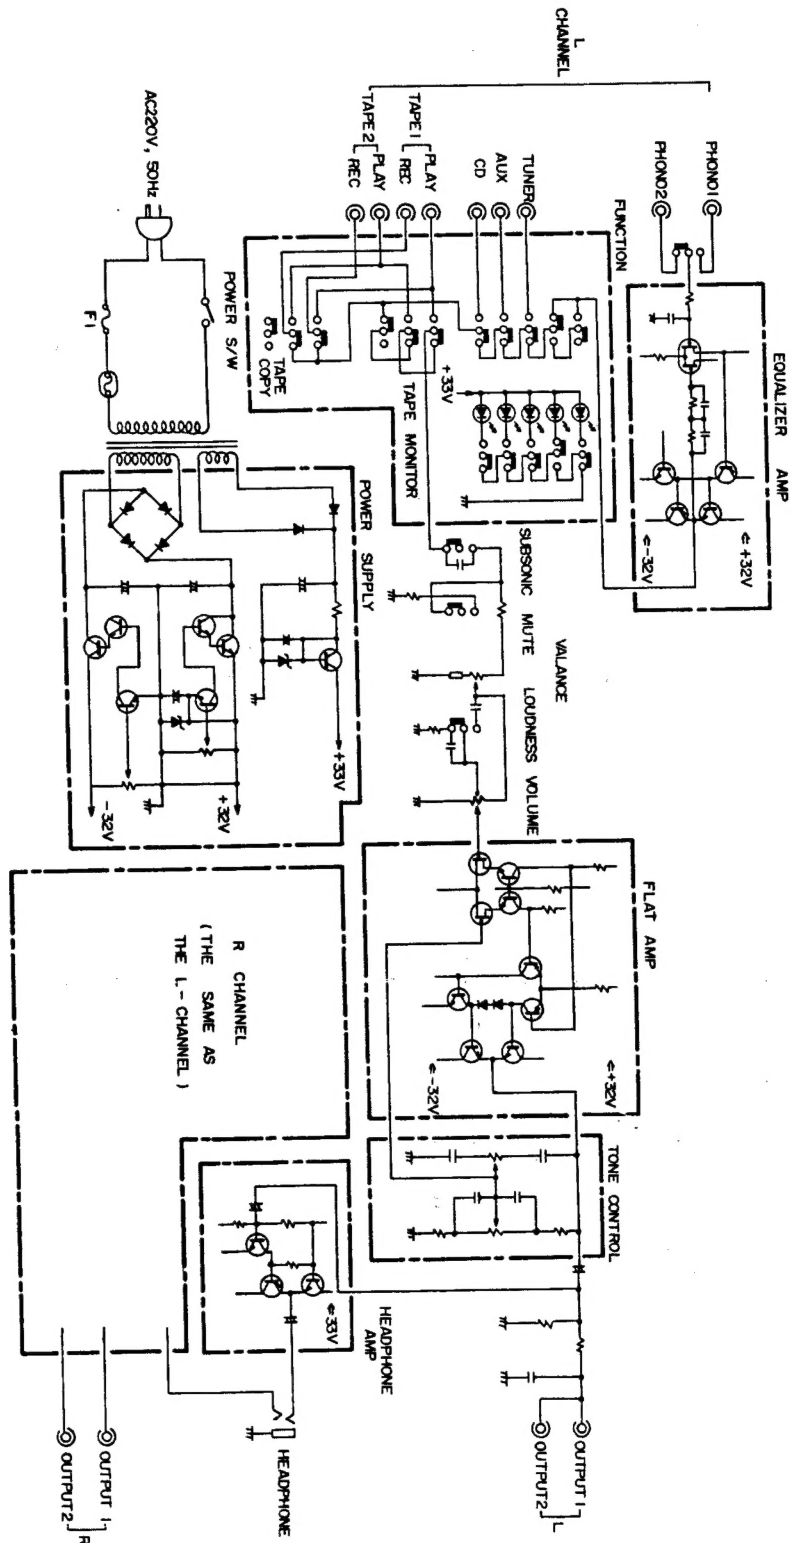 L
CHANNEL
PHONO1
PHONO2
EQUALIZER AMP
⇐+32V
⇐-32V
FUNCTION
TUNER
AUX
CD
TAPE1
PLAY
REC
TAPE2
PLAY
REC
+33V
TAPE MONITOR
TAPE
COPY
SUBSONIC
MUTE
VALANCE
LOUDNESS
VOLUME
FLAT AMP
⇐+32V
⇐-32V
TONE CONTROL
OUTPUT1
OUTPUT2
L
AC220V, 50Hz
POWER S/W
F1
POWER SUPPLY
+33V
+32V
-32V
R CHANNEL
(THE SAME AS
THE L-CHANNEL)
HEADPHONE
AMP
⇐33V
HEADPHONE
OUTPUT 1
OUTPUT2
R